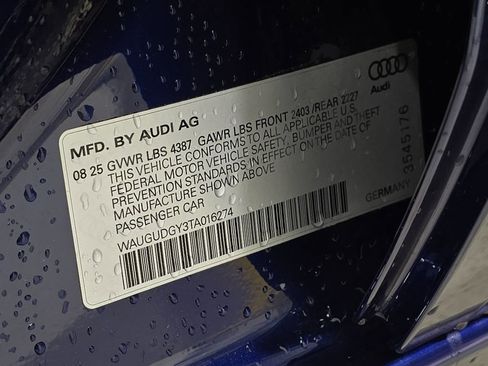 Audi
MFD. BY AUDI AG
08 25 GVWR LBS 4387 GAWR LBS FRONT 2403 /REAR 2227
THIS VEHICLE CONFORMS TO ALL APPLICABLE U.S.
FEDERAL MOTOR VEHICLE SAFETY, BUMPER AND THEFT
PREVENTION STANDARDS IN EFFECT ON THE DATE OF
MANUFACTURE SHOWN ABOVE
PASSENGER CAR
WAUGUDGY3TA016274
GERMANY 3545176